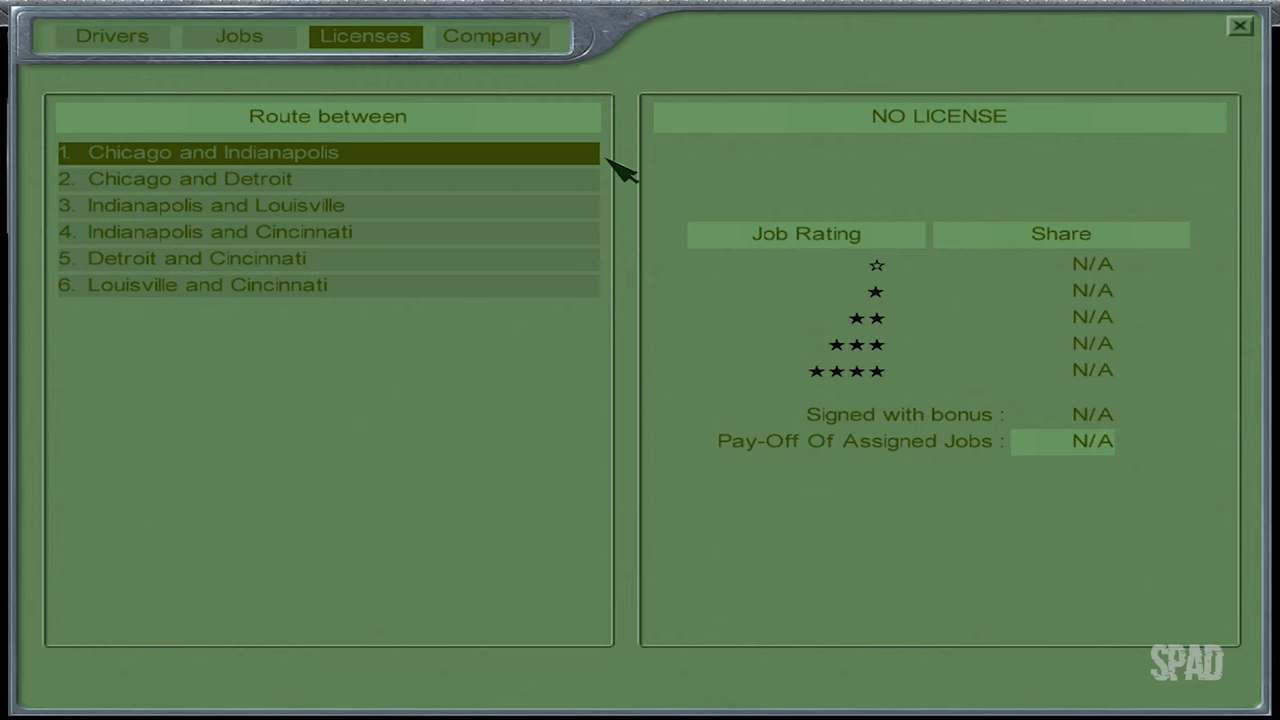 Drivers Jobs Licenses Company
Route between
1. Chicago and Indianapolis
2. Chicago and Detroit
3. Indianapolis and Louisville
4. Indianapolis and Cincinnati
5. Detroit and Cincinnati
6. Louisville and Cincinnati
NO LICENSE
Job Rating Share
☆ N/A
★ N/A
★★ N/A
★★★ N/A
★★★★ N/A
Signed with bonus : N/A
Pay-Off Of Assigned Jobs : N/A
SPAD